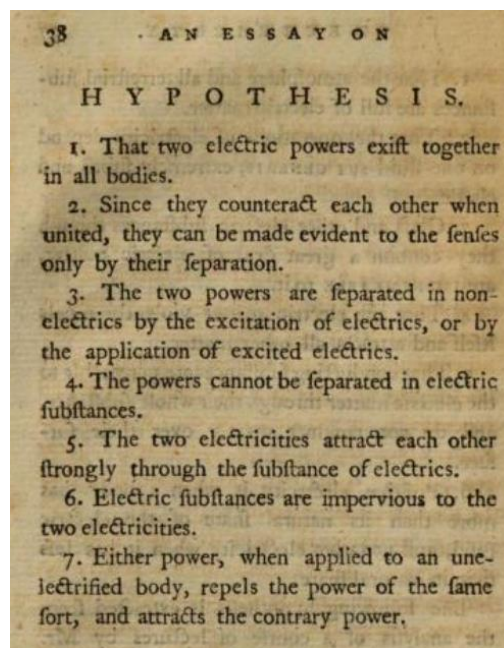 38 . AN ESSAY ON
HYPOTHESIS.
1. That two electric powers exiſt together
in all bodies.
2. Since they counteract each other when
united, they can be made evident to the ſenſes
only by their ſeparation.
3. The two powers are ſeparated in non-
electrics by the excitation of electrics, or by
the application of excited electrics.
4. The powers cannot be ſeparated in electric
ſubſtances.
5. The two electricities attract each other
ſtrongly through the ſubſtance of electrics.
6. Electric ſubſtances are impervious to the
two electricities.
7. Either power, when applied to an une-
lectrified body, repels the power of the ſame
ſort, and attracts the contrary power.